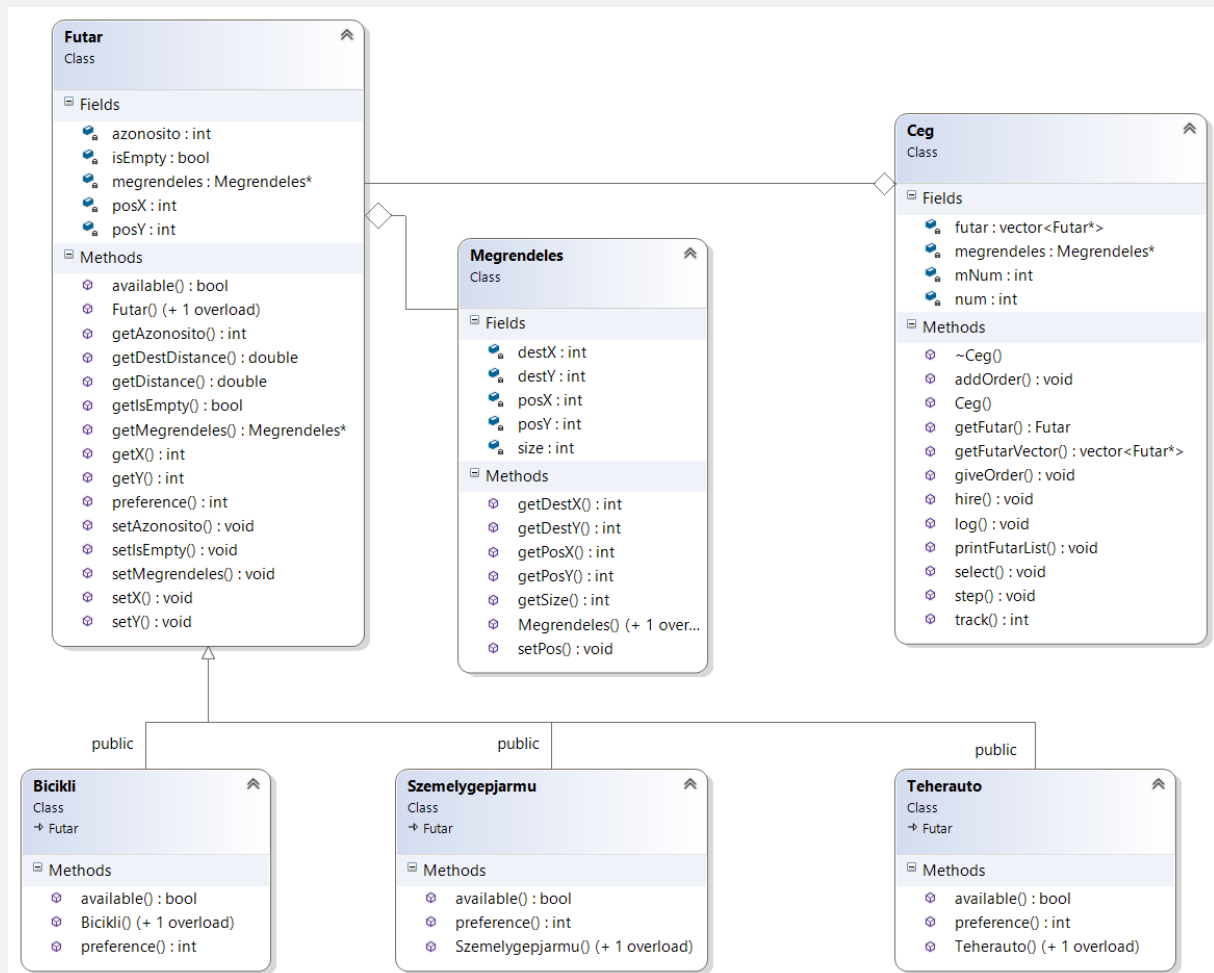 Futar
Class
Fields
azonosito : int
isEmpty : bool
megrendeles : Megrendeles*
posX : int
posY : int
Methods
available() : bool
Futar() (+ 1 overload)
getAzonosito() : int
getDestDistance() : double
getDistance() : double
getIsEmpty() : bool
getMegrendeles() : Megrendeles*
getX() : int
getY() : int
preference() : int
setAzonosito() : void
setIsEmpty() : void
setMegrendeles() : void
setX() : void
setY() : void
Megrendeles
Class
Fields
destX : int
destY : int
posX : int
posY : int
size : int
Methods
getDestX() : int
getDestY() : int
getPosX() : int
getPosY() : int
getSize() : int
Megrendeles() (+ 1 over...
setPos() : void
Ceg
Class
Fields
futar : vector<Futar*>
megrendeles : Megrendeles*
mNum : int
num : int
Methods
~Ceg()
addOrder() : void
Ceg()
getFutar() : Futar
getFutarVector() : vector<Futar*>
giveOrder() : void
hire() : void
log() : void
printFutarList() : void
select() : void
step() : void
track() : int
public
public
public
Bicikli
Class
Futar
Methods
available() : bool
Bicikli() (+ 1 overload)
preference() : int
Szemelygepjarmu
Class
Futar
Methods
available() : bool
preference() : int
Szemelygepjarmu() (+ 1 overload)
Teherauto
Class
Futar
Methods
available() : bool
preference() : int
Teherauto() (+ 1 overload)